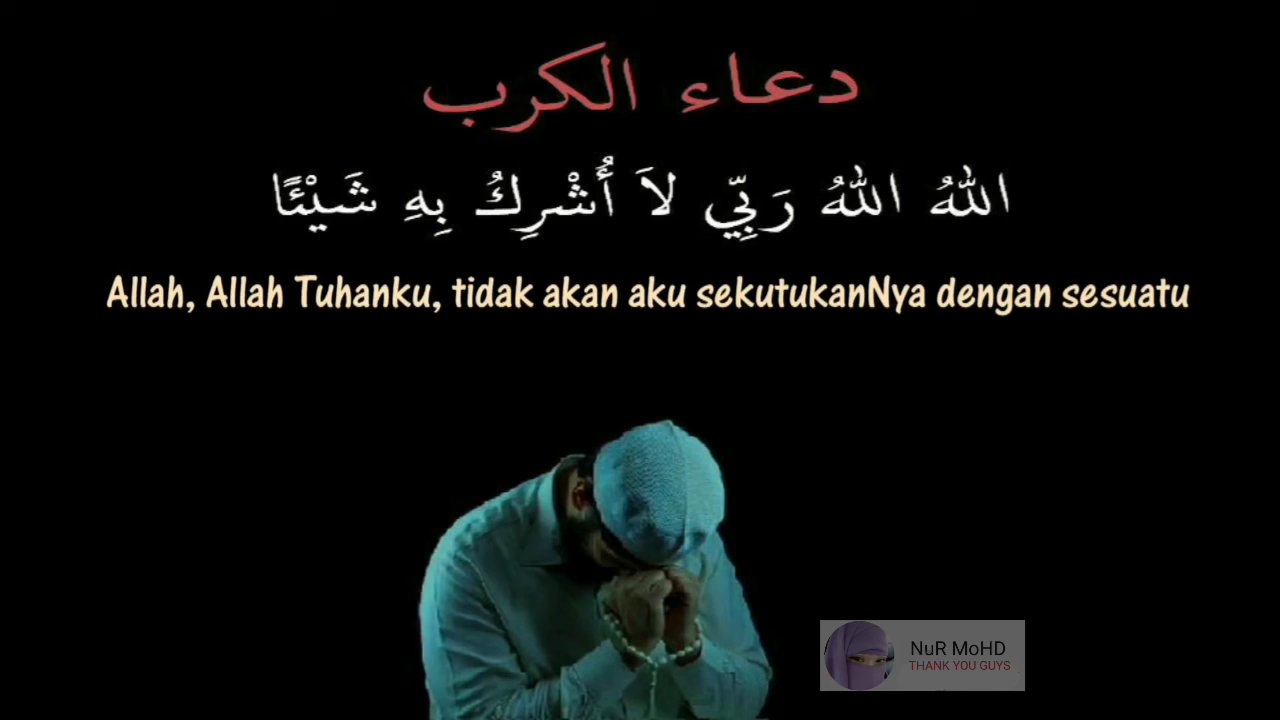 دعاء الكرب
اللهُ اللهُ رَبِّي لاَ أُشْرِكُ بِهِ شَيْئًا
Allah, Allah Tuhanku, tidak akan aku sekutukanNya dengan sesuatu
NuR MoHD
THANK YOU GUYS